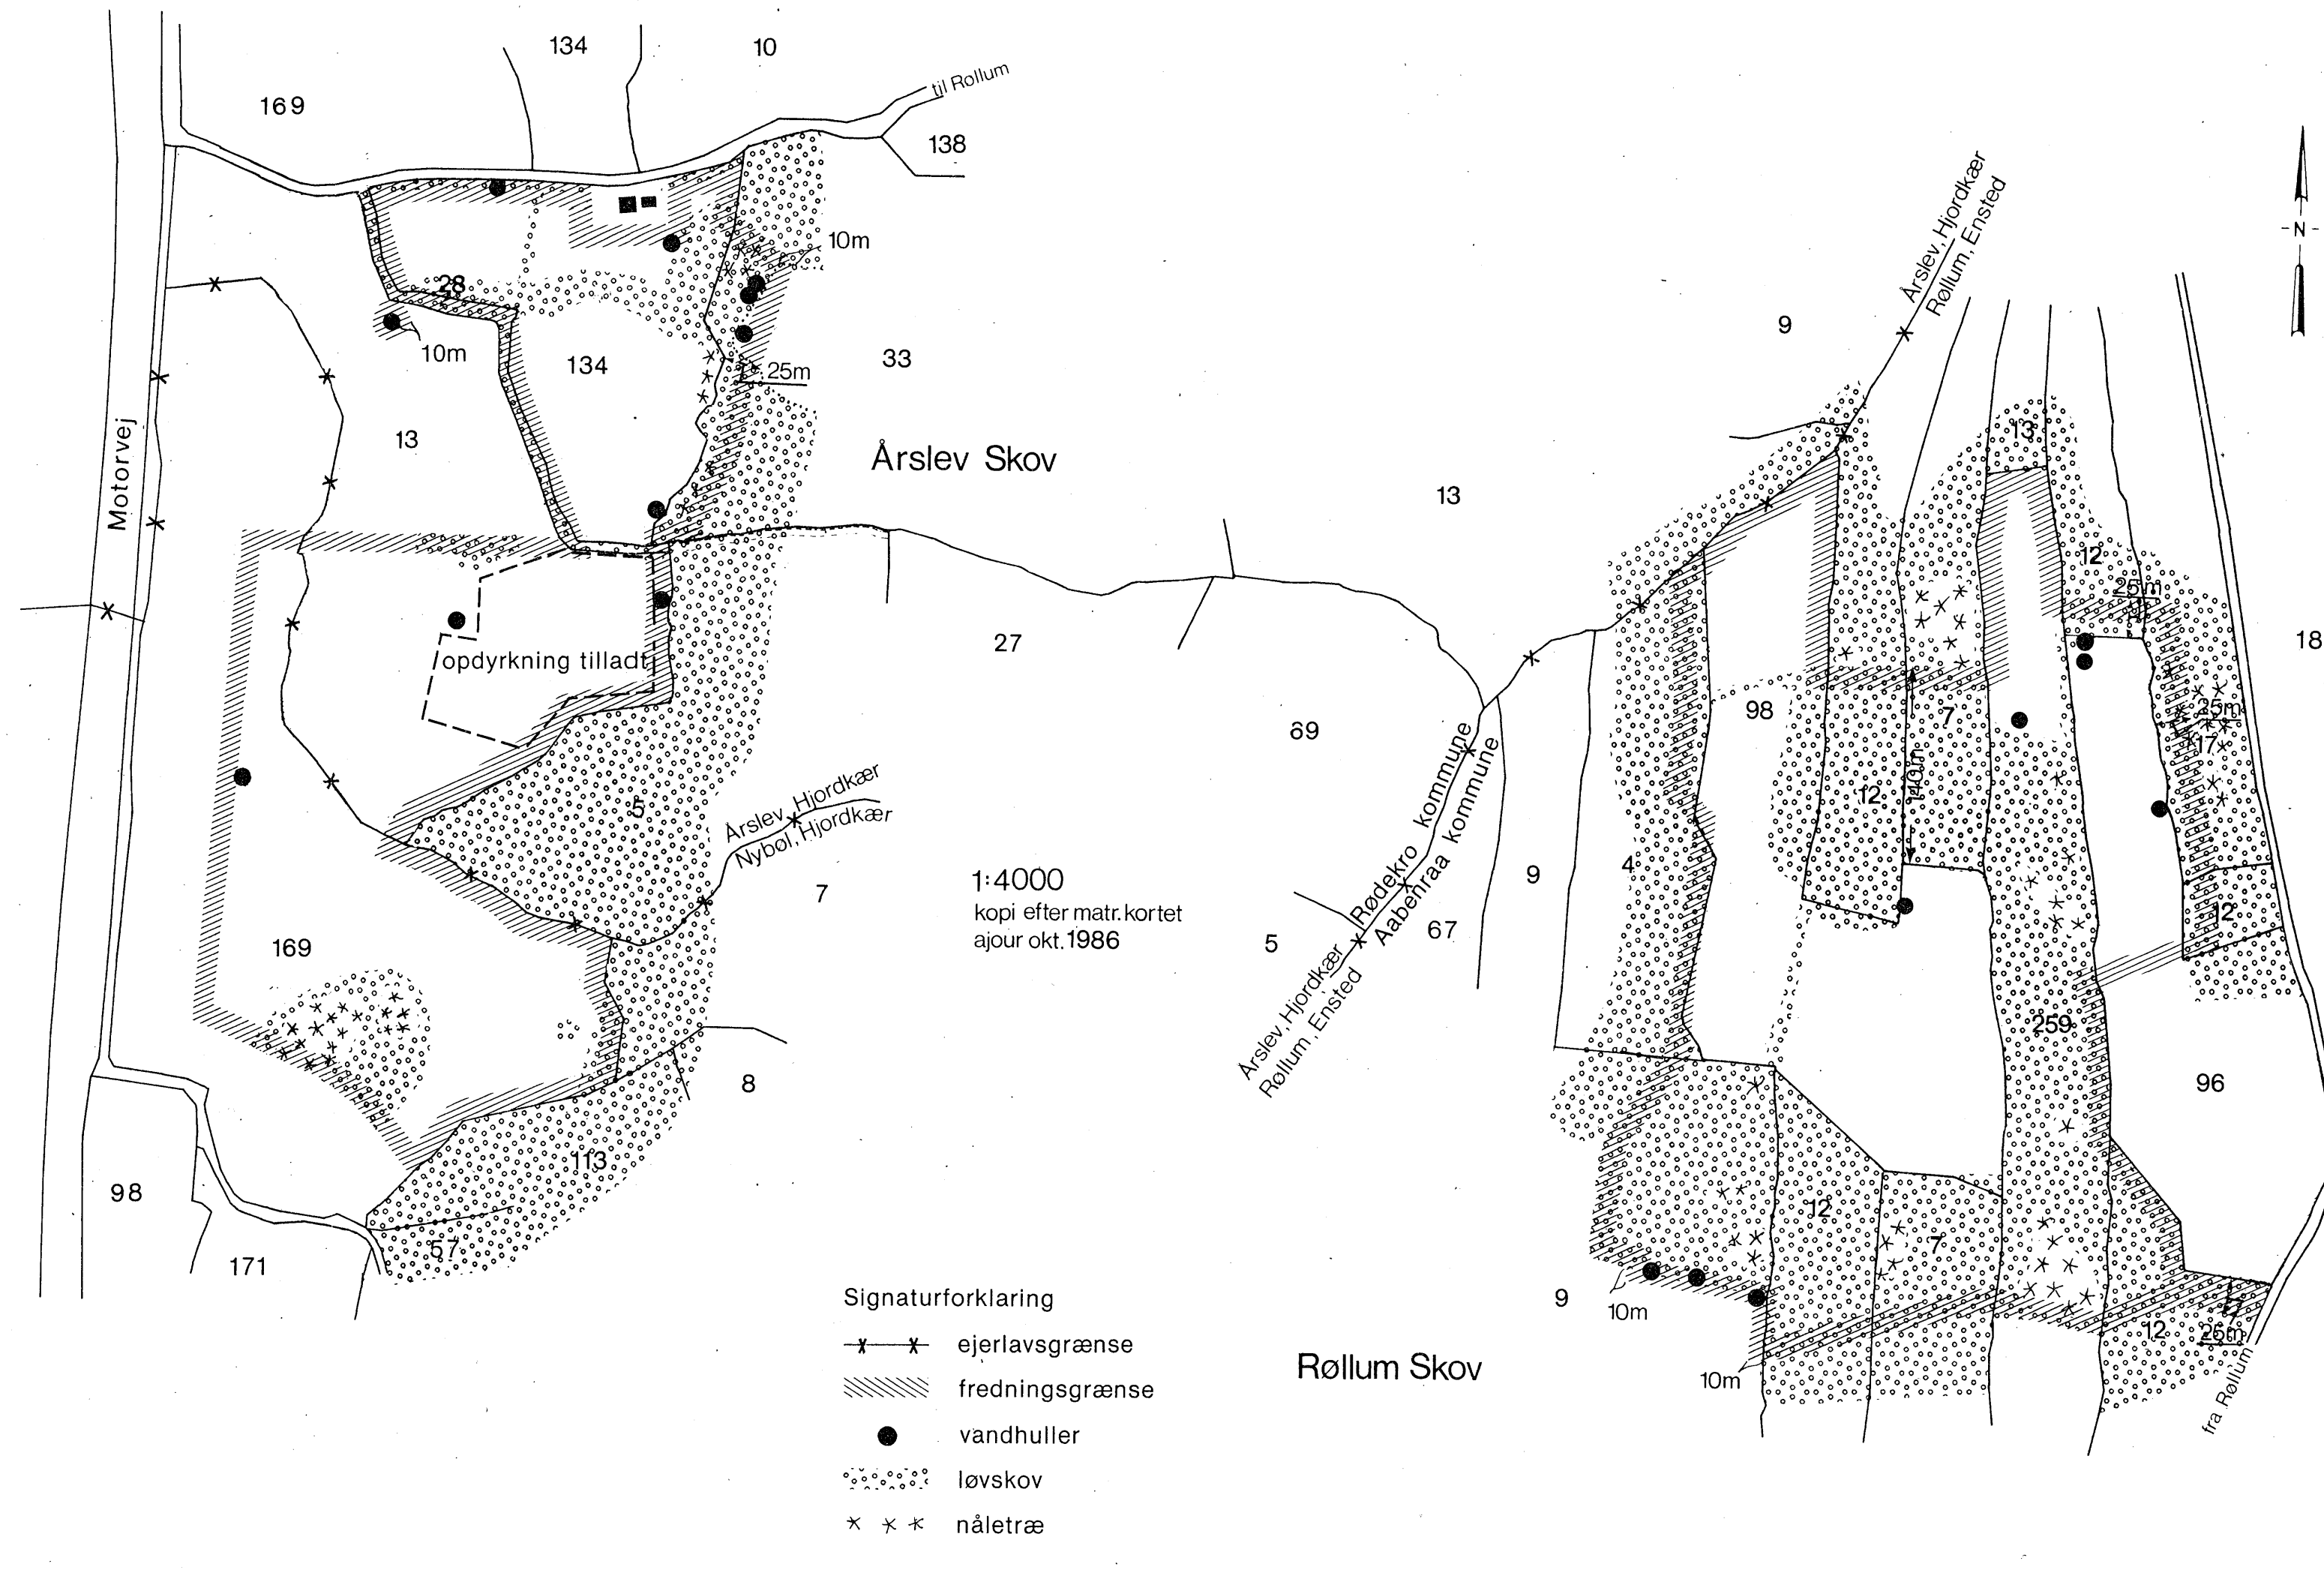 134
10
til Røllum
169
138
10m
28
10m
134
33
25m
13
Motorvej
Årslev Skov
Årslev, Hjordkær
Røllum, Ensted
9
13
13
12
25m
18
opdyrkning tilladt
27
69
98
7
25m
17
12
140m
5
Årslev, Hjordkær
Nybøl, Hjordkær
7
1:4000
kopi efter matr. kortet
ajour okt. 1986
Rødekro kommune
Aabenraa kommune
Årslev, Hjordkær
Røllum, Ensted
5
67
9
4
12
169
259
96
8
113
98
57
171
12
7
9
10m
12
25m
10m
fra Røllum
Røllum Skov
Signaturforklaring
ejerlavsgrænse
fredningsgrænse
vandhuller
løvskov
nåletræ
-N-